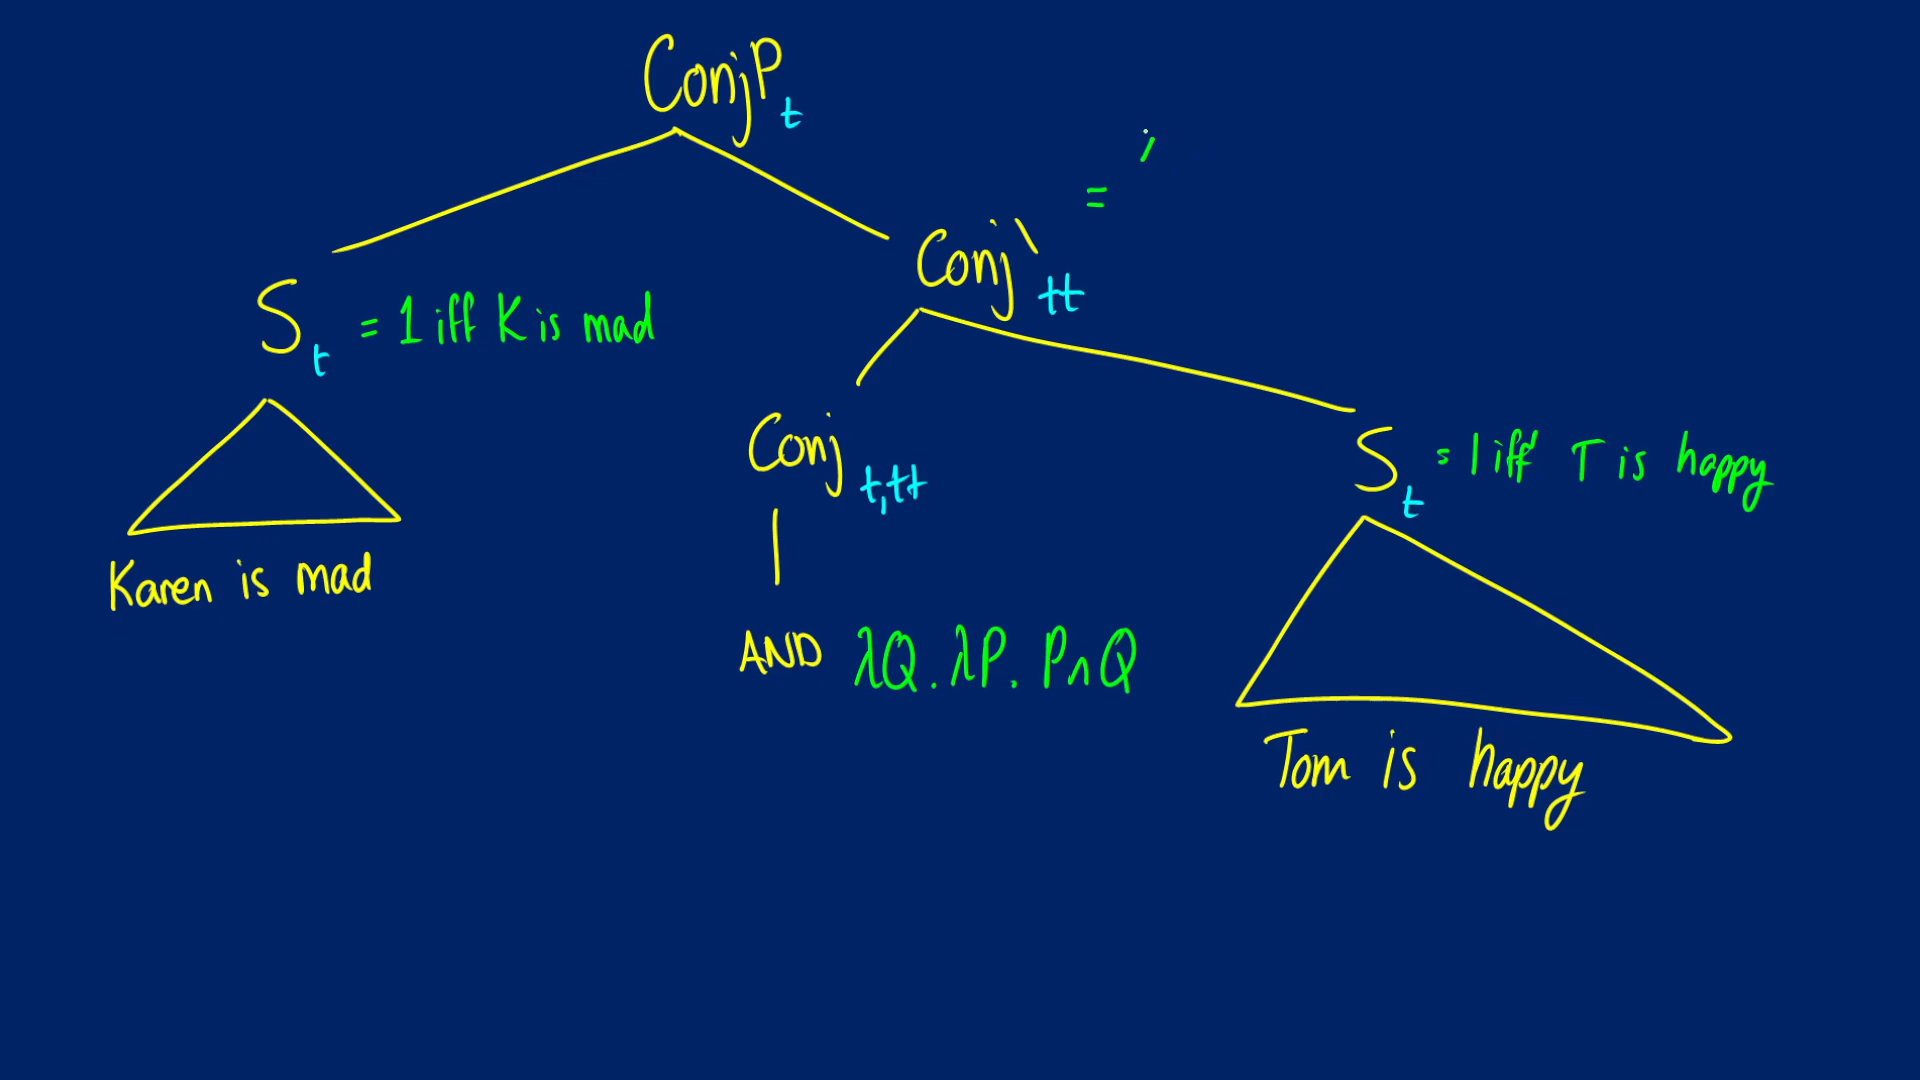 ConjP t
=
Conj` tt
S t = 1 iff K is mad
Conj t,tt
S t = 1 iff T is happy
Karen is mad
AND λQ. λP. P∧Q
Tom is happy